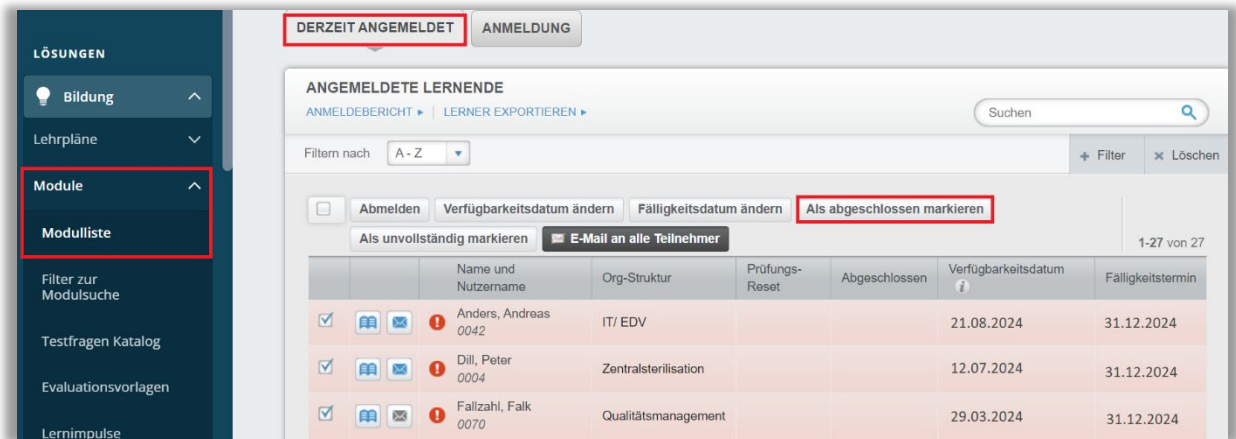 LÖSUNGEN
Bildung
Lehrpläne
Module
Modulliste
Filter zur
Modulsuche
Testfragen Katalog
Evaluationsvorlagen
Lernimpulse
DERZEIT ANGEMELDET
ANMELDUNG
ANGEMELDETE LERNENDE
ANMELDEBERICHT
LERNER EXPORTIEREN
Suchen
Filtern nach
A - Z
+ Filter
× Löschen
Abmelden
Verfügbarkeitsdatum ändern
Fälligkeitsdatum ändern
Als abgeschlossen markieren
Als unvollständig markieren
E-Mail an alle Teilnehmer
1-27 von 27
Name und
Nutzername
Org-Struktur
Prüfungs-
Reset
Abgeschlossen
Verfügbarkeitsdatum
i
Fälligkeitstermin
Anders, Andreas
0042
IT/ EDV
21.08.2024
31.12.2024
Dill, Peter
0004
Zentralsterilisation
12.07.2024
31.12.2024
Fallzahl, Falk
0070
Qualitätsmanagement
29.03.2024
31.12.2024